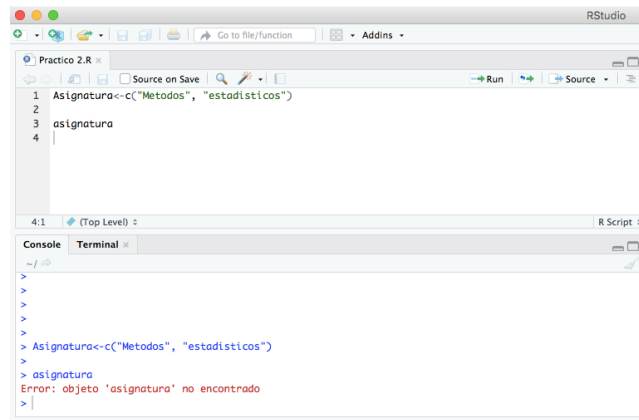 RStudio
Go to file/function
Addins
Practico 2.R
Source on Save
Run
Source
1 Asignatura<-c("Metodos", "estadisticos")
2
3 asignatura
4
4:1 (Top Level)
R Script
Console Terminal
~/
>
>
>
>
>
> Asignatura<-c("Metodos", "estadisticos")
>
> asignatura
Error: objeto 'asignatura' no encontrado
>